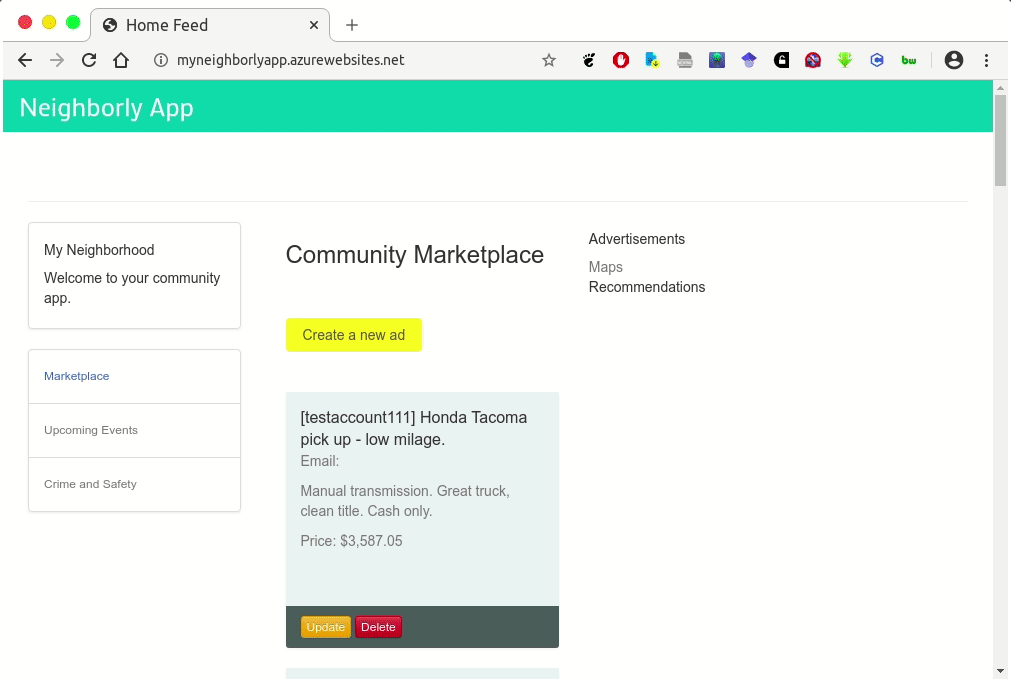 Home Feed
myneighborlyapp.azurewebsites.net
bw
Neighborly App
My Neighborhood
Welcome to your community
app.
Marketplace
Upcoming Events
Crime and Safety
Community Marketplace
Create a new ad
[testaccount111] Honda Tacoma
pick up - low milage.
Email:
Manual transmission. Great truck,
clean title. Cash only.
Price: $3,587.05
Update Delete
Advertisements
Maps
Recommendations